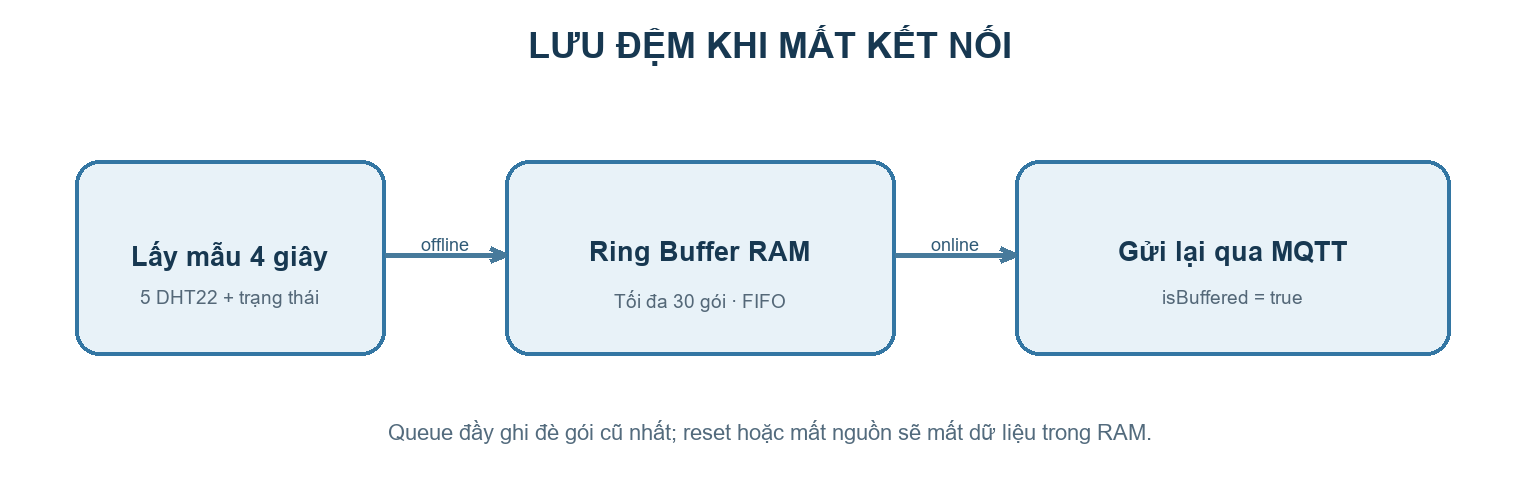 LƯU ĐỆM KHI MẤT KẾT NỐI
Lấy mẫu 4 giây
5 DHT22 + trạng thái
offline
Ring Buffer RAM
Tối đa 30 gói · FIFO
online
Gửi lại qua MQTT
isBuffered = true
Queue đầy ghi đè gói cũ nhất; reset hoặc mất nguồn sẽ mất dữ liệu trong RAM.